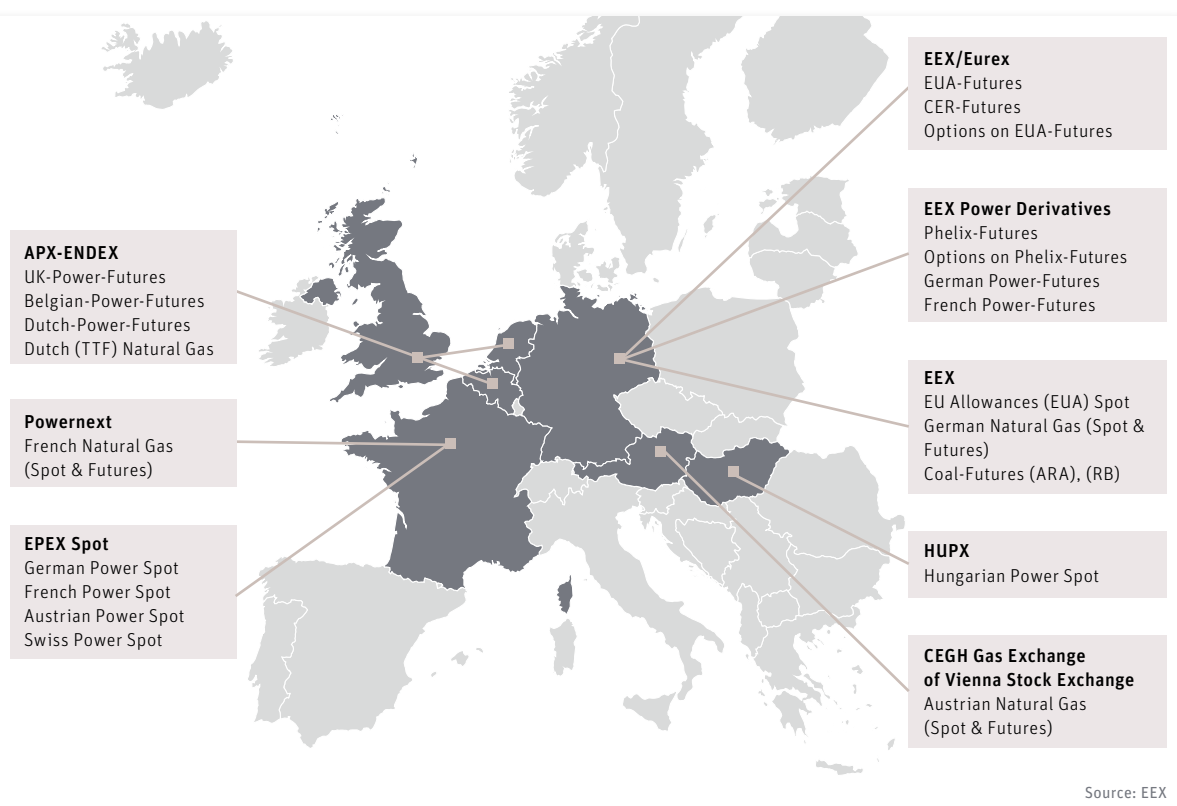 APX-ENDEX
UK-Power-Futures
Belgian-Power-Futures
Dutch-Power-Futures
Dutch (TTF) Natural Gas
Powernext
French Natural Gas
(Spot & Futures)
EPEX Spot
German Power Spot
French Power Spot
Austrian Power Spot
Swiss Power Spot
EEX/Eurex
EUA-Futures
CER-Futures
Options on EUA-Futures
EEX Power Derivatives
Phelix-Futures
Options on Phelix-Futures
German Power-Futures
French Power-Futures
EEX
EU Allowances (EUA) Spot
German Natural Gas (Spot &
Futures)
Coal-Futures (ARA), (RB)
HUPX
Hungarian Power Spot
CEGH Gas Exchange
of Vienna Stock Exchange
Austrian Natural Gas
(Spot & Futures)
Source: EEX